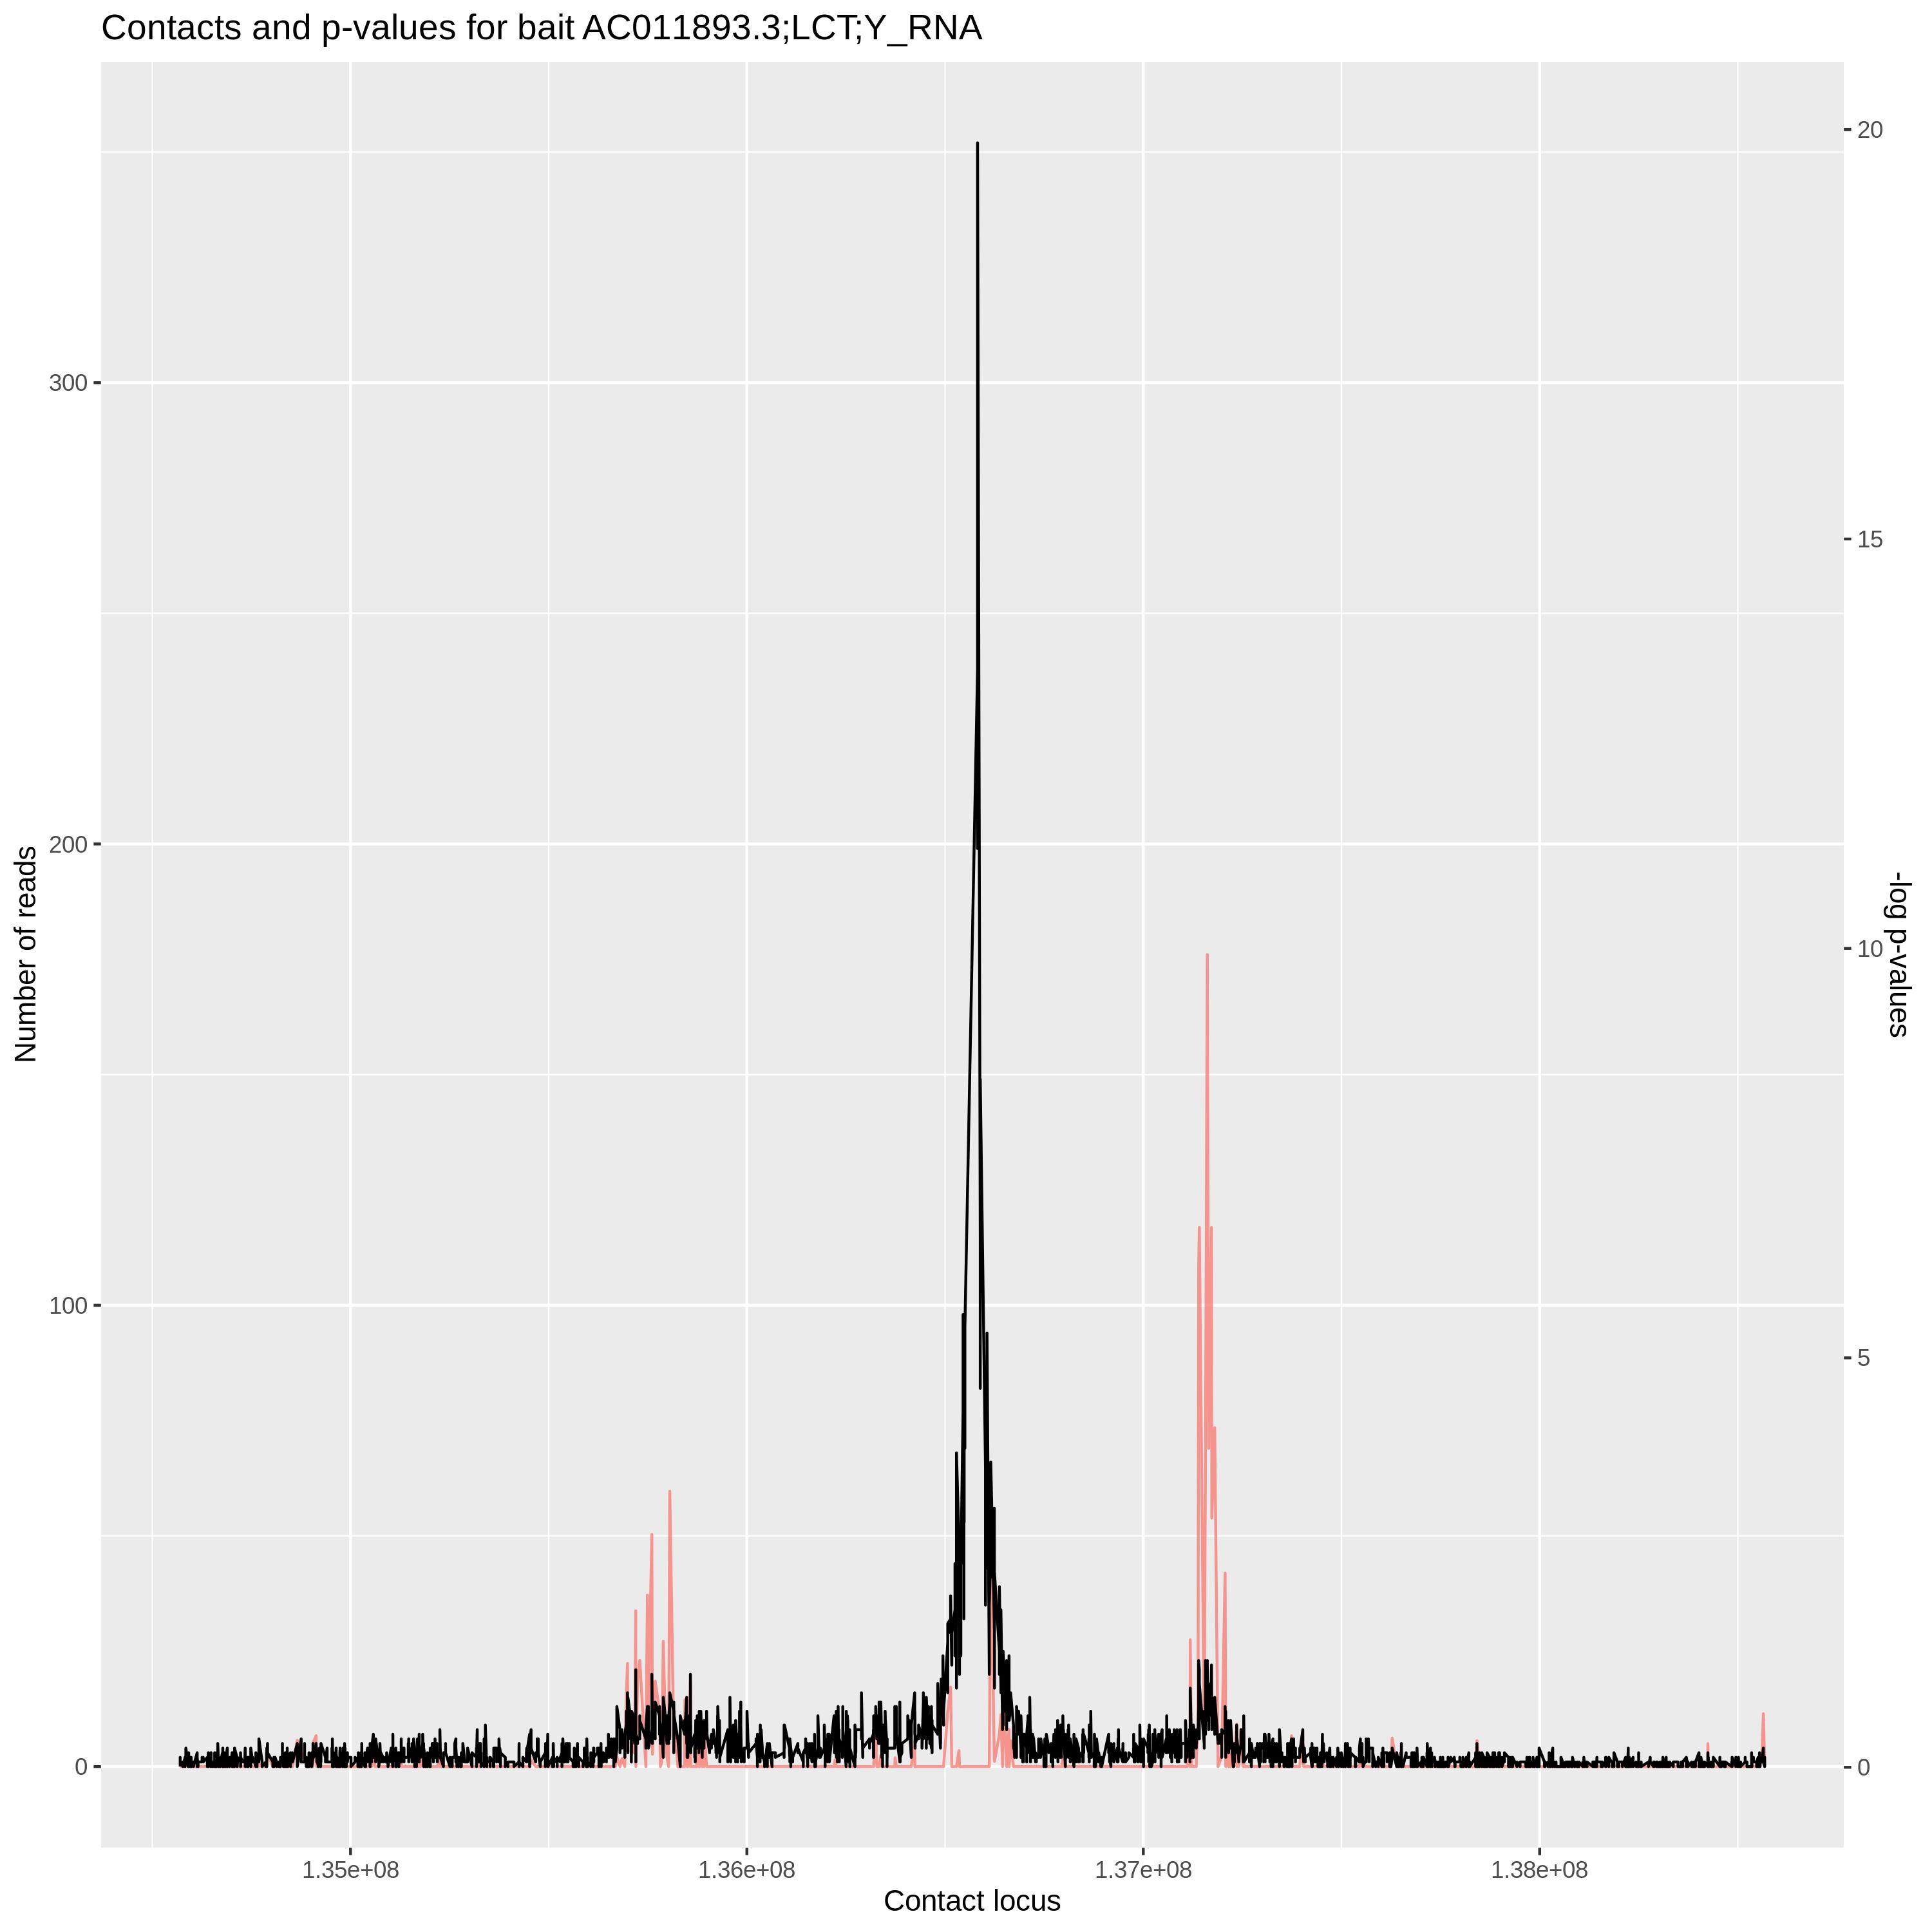 Contacts and p-values for bait AC011893.3;LCT;Y_RNA
20
15
300
200
10
100
5
0
0
Number of reads
-log p-values
1.35e+08
1.36e+08
1.37e+08
1.38e+08
Contact locus